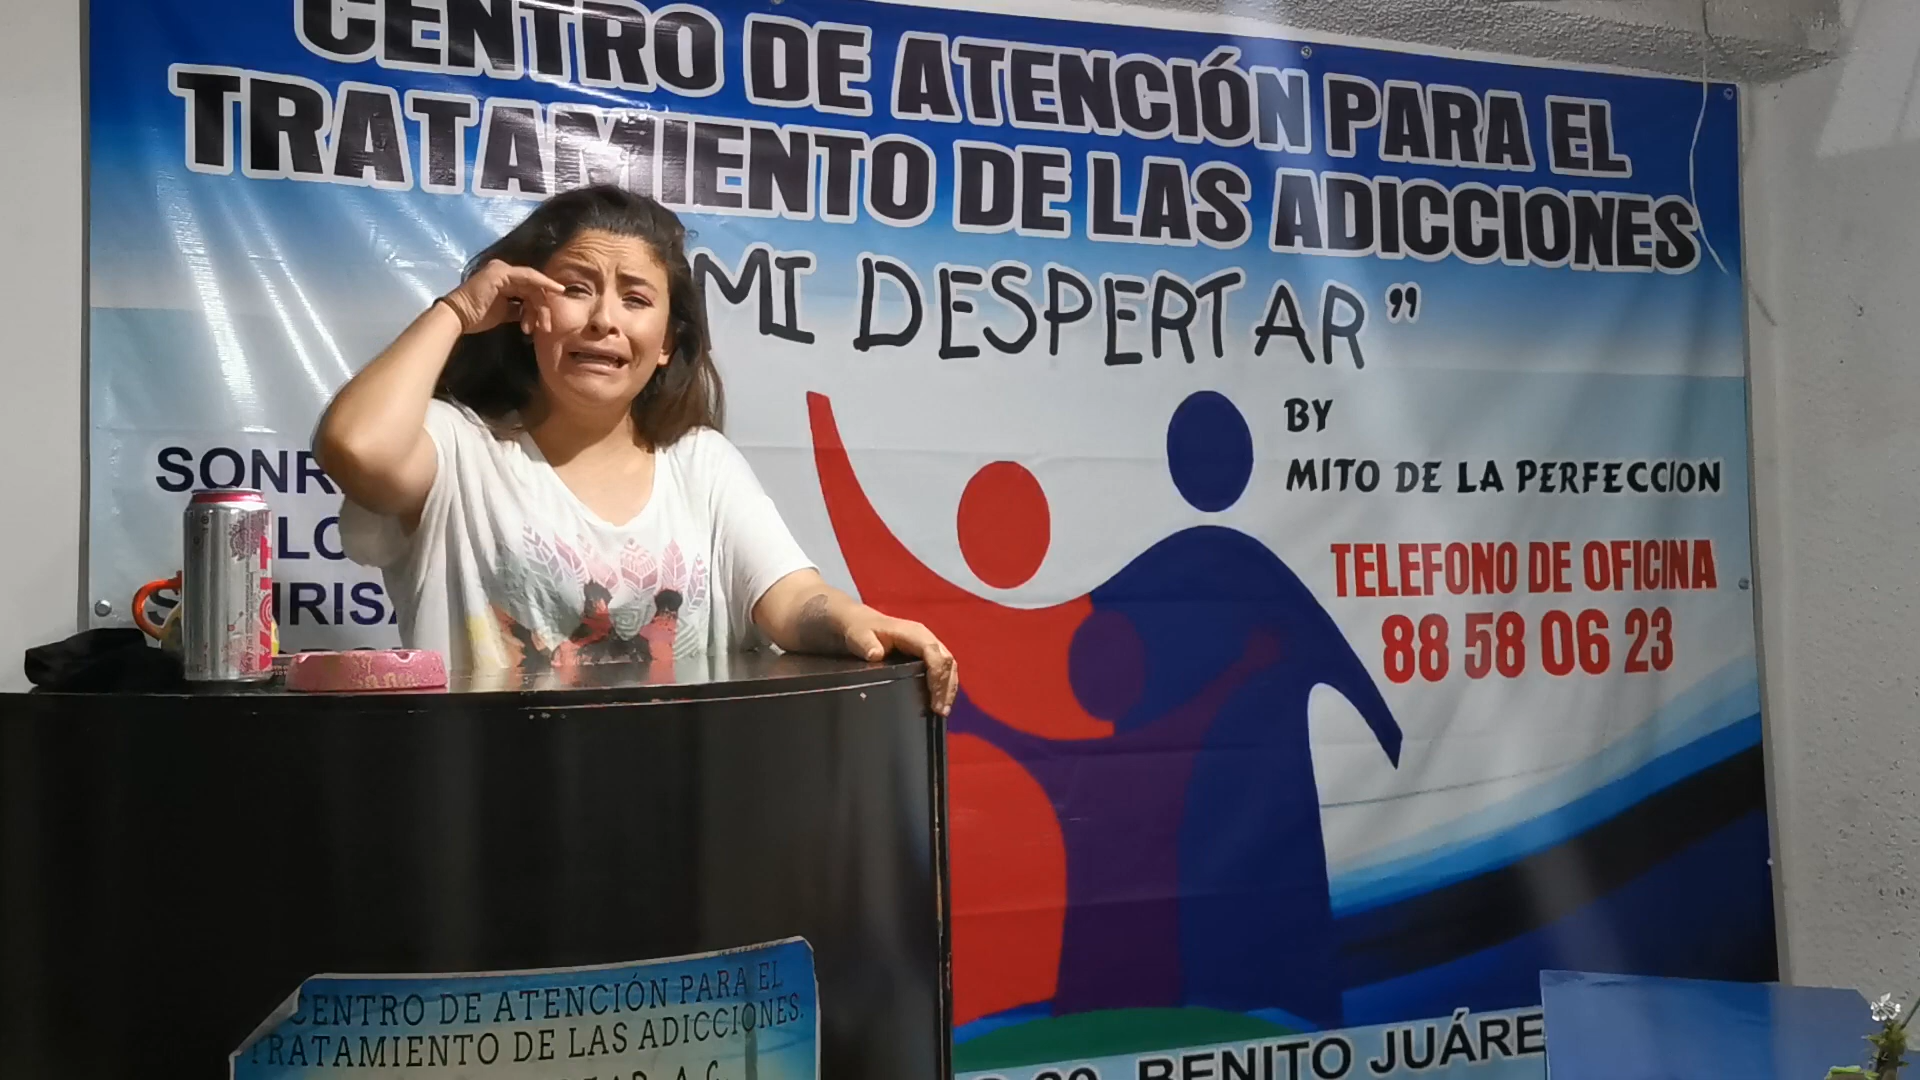 CENTRO DE ATENCIÓN PARA EL
TRATAMIENTO DE LAS ADICCIONES
MI DESPERTAR"
BY
MITO DE LA PERFECCION
TELEFONO DE OFICINA
88 58 06 23
BENITO JUÁRE
CENTRO DE ATENCIÓN PARA EL
TRATAMIENTO DE LAS ADICCIONES.
A.C.